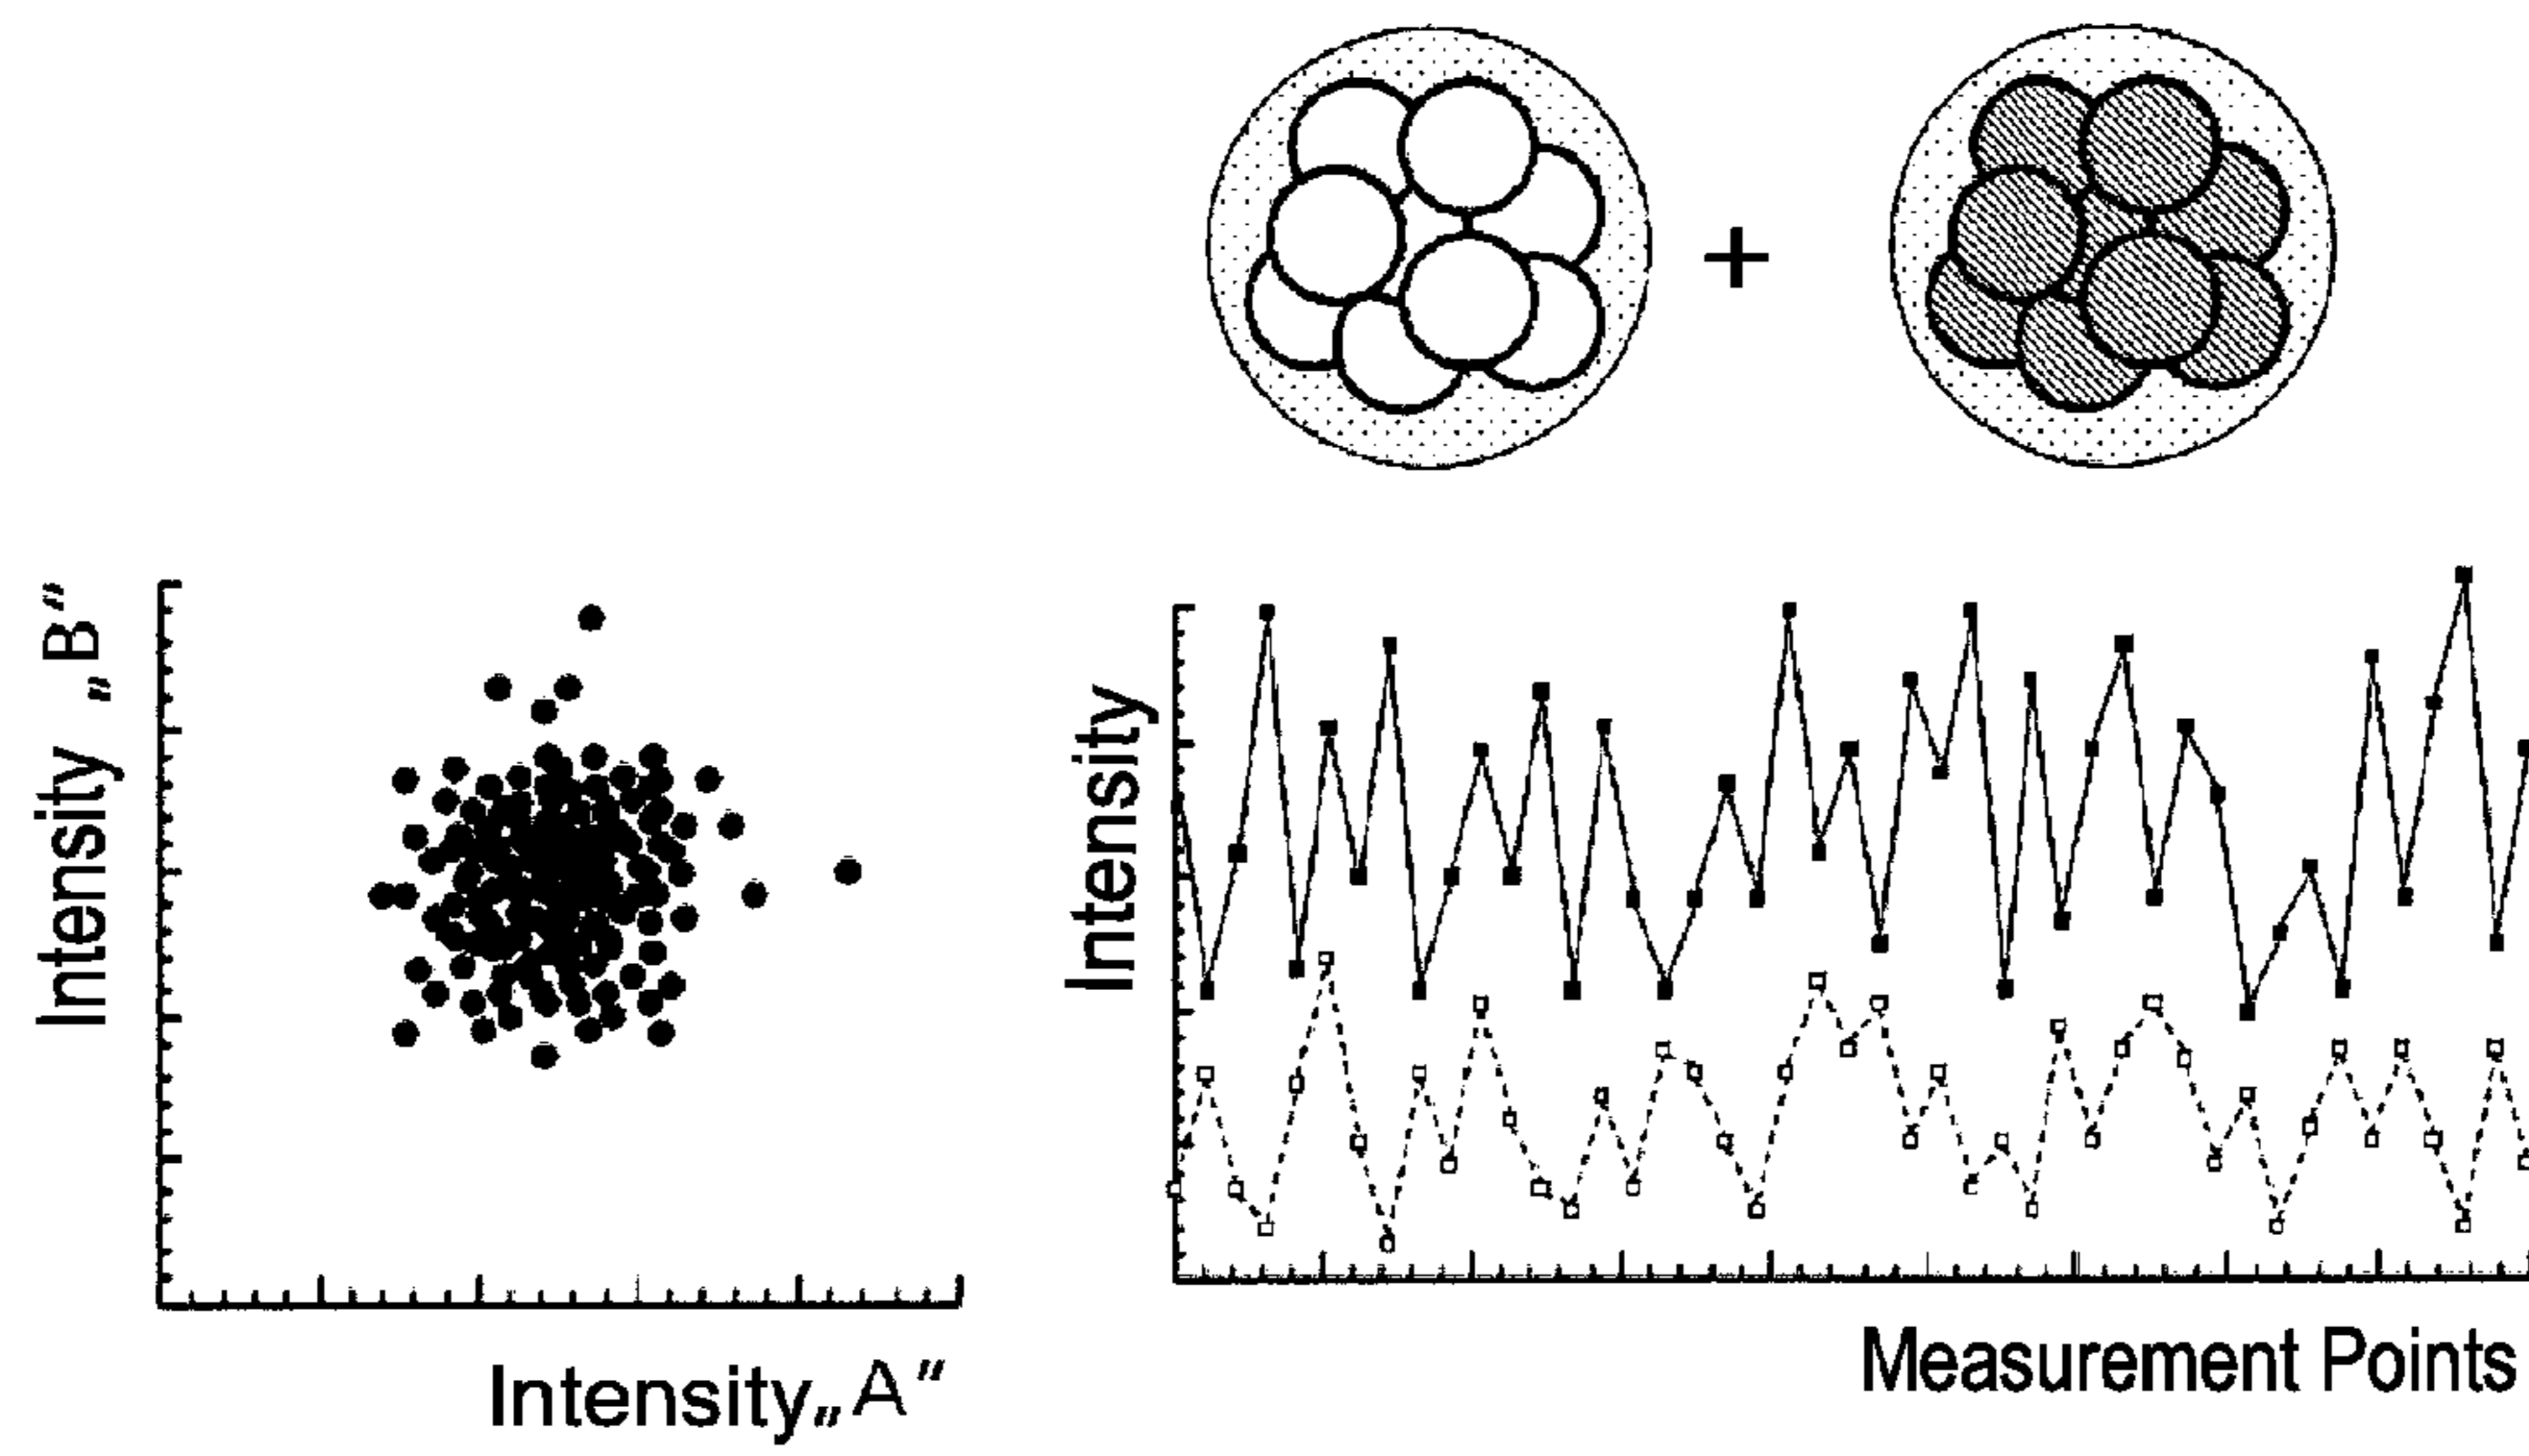 +
Intensity „B"
Intensity„A"
Intensity
Measurement Points